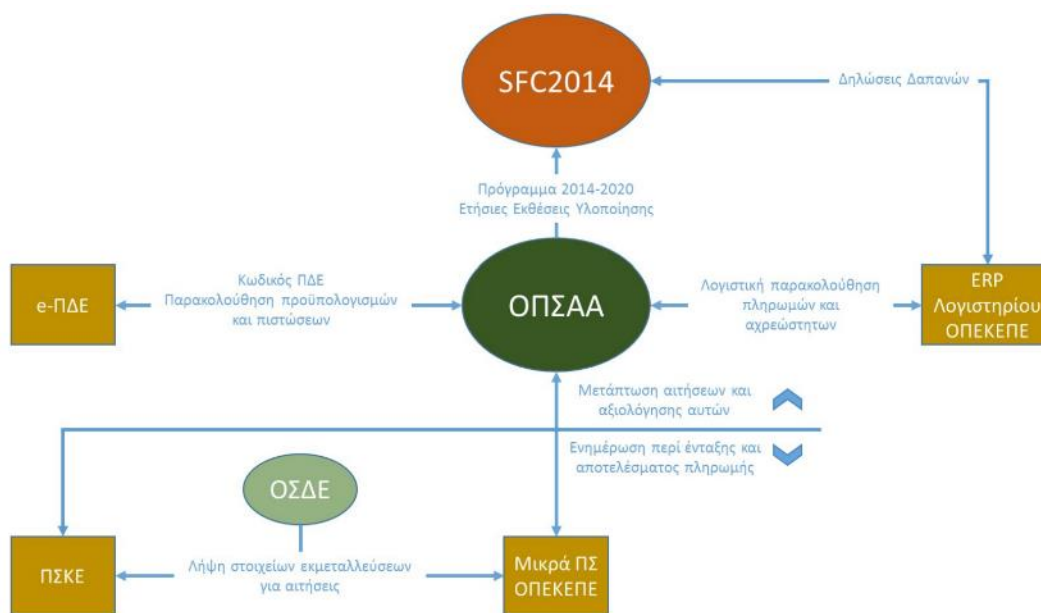 SFC2014
Δηλώσεις Δαπανών
Πρόγραμμα 2014-2020
Ετήσιες Εκθέσεις Υλοποίησης
e-ΠΔΕ
Κωδικός ΠΔΕ
Παρακολούθηση προϋπολογισμών
και πιστώσεων
ΟΠΣΑΑ
Λογιστική παρακολούθηση
πληρωμών και
αχρεώστητων
ERP
Λογιστηρίου
ΟΠΕΚΕΠΕ
Μετάπτωση αιτήσεων και
αξιολόγησης αυτών
Ενημέρωση περί ένταξης και
αποτελέσματος πληρωμής
ΟΣΔΕ
ΠΣΚΕ
Λήψη στοιχείων εκμεταλλεύσεων
για αιτήσεις
Μικρά ΠΣ
ΟΠΕΚΕΠΕ